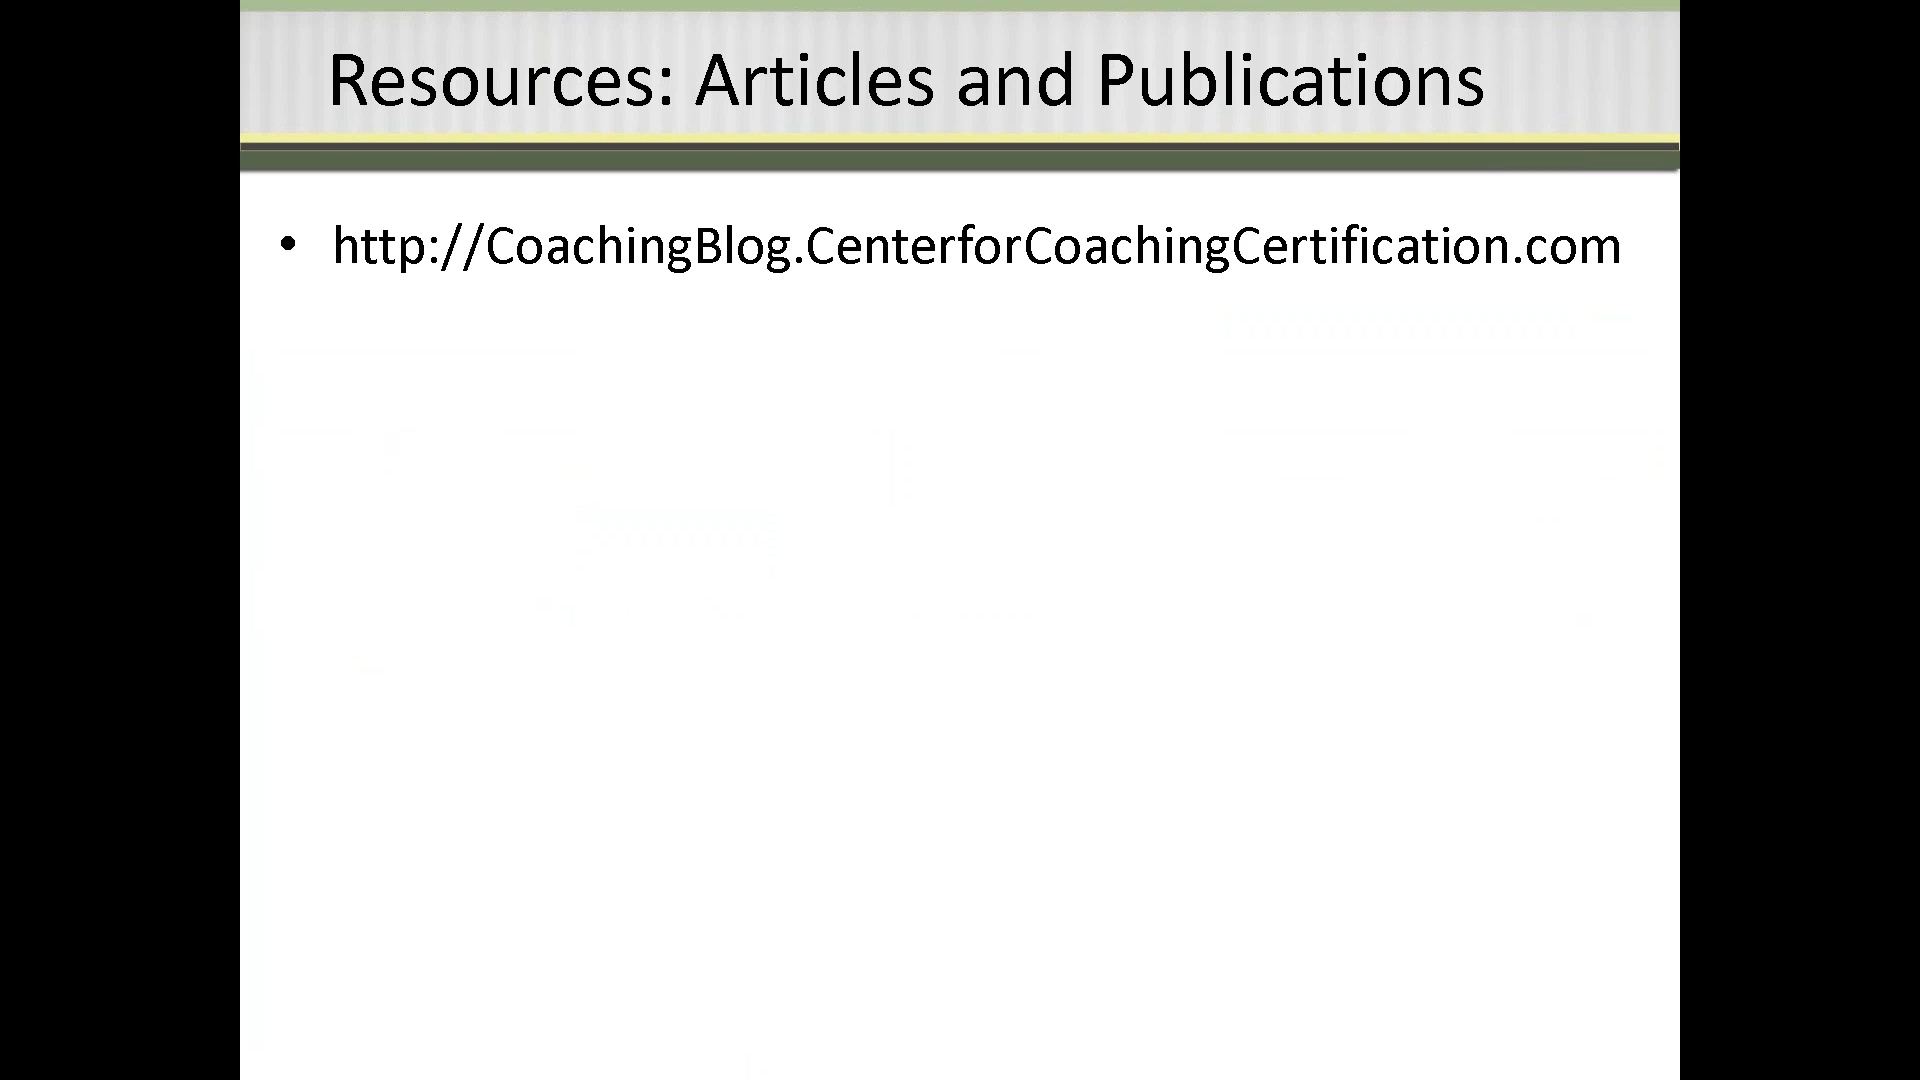 Resources: Articles and Publications
• http://CoachingBlog.CenterforCoachingCertification.com